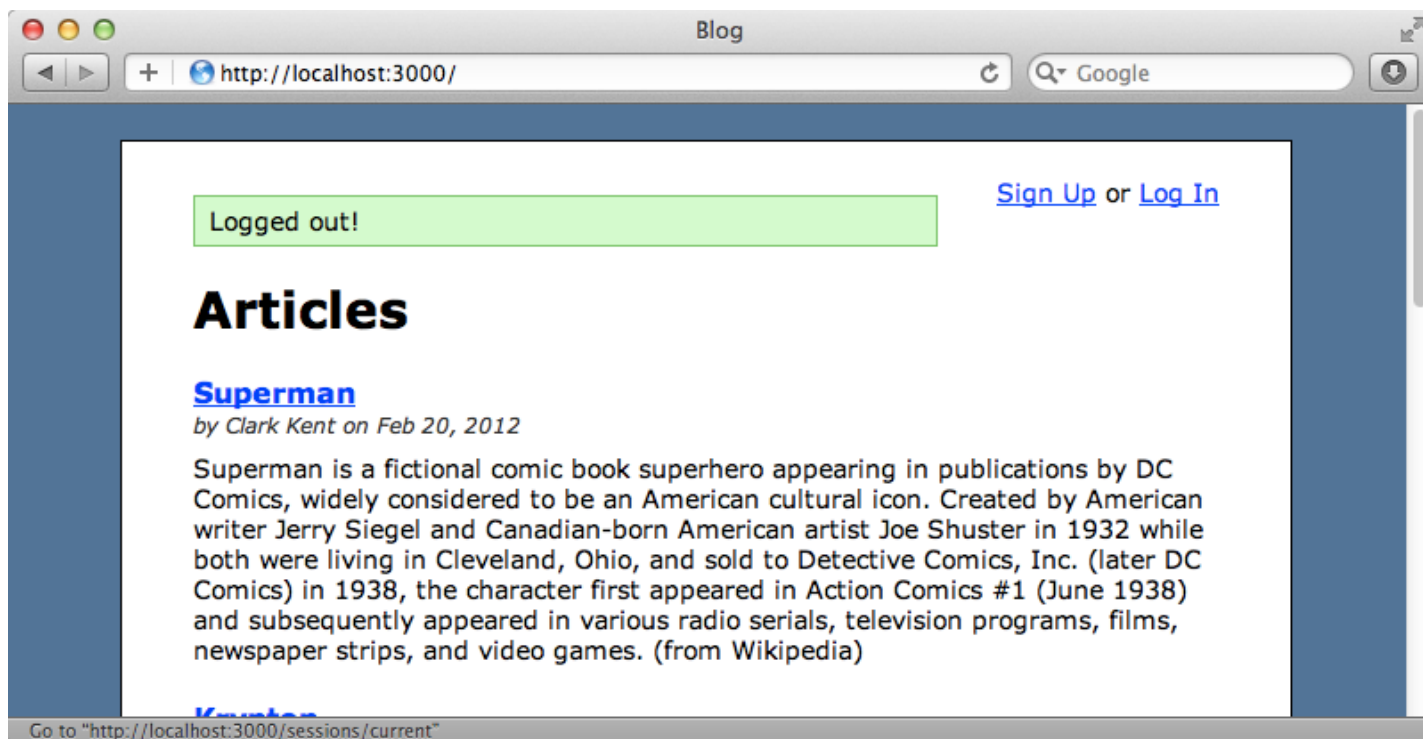 Blog
http://localhost:3000/
Google
Sign Up or Log In
Logged out!
Articles
Superman
by Clark Kent on Feb 20, 2012
Superman is a fictional comic book superhero appearing in publications by DC
Comics, widely considered to be an American cultural icon. Created by American
writer Jerry Siegel and Canadian-born American artist Joe Shuster in 1932 while
both were living in Cleveland, Ohio, and sold to Detective Comics, Inc. (later DC
Comics) in 1938, the character first appeared in Action Comics #1 (June 1938)
and subsequently appeared in various radio serials, television programs, films,
newspaper strips, and video games. (from Wikipedia)
Krypton
Go to "http://localhost:3000/sessions/current"